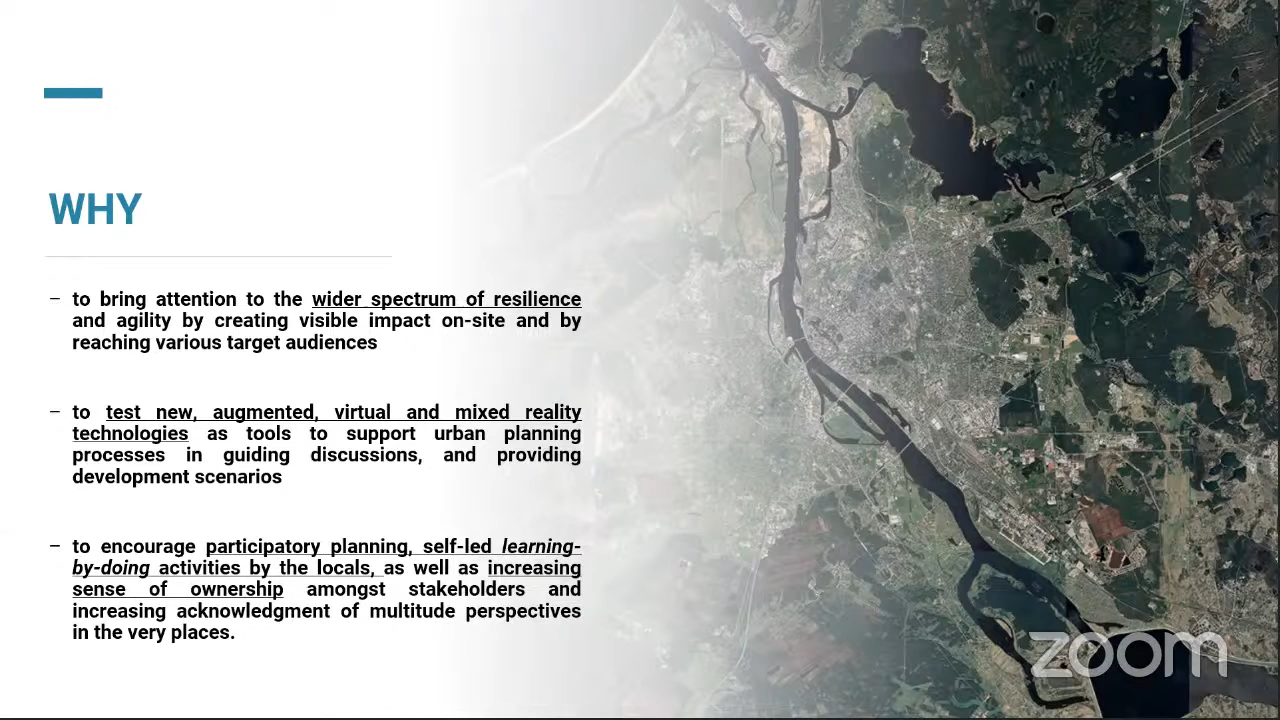 WHY
– to bring attention to the wider spectrum of resilience
and agility by creating visible impact on-site and by
reaching various target audiences
– to test new, augmented, virtual and mixed reality
technologies as tools to support urban planning
processes in guiding discussions, and providing
development scenarios
– to encourage participatory planning, self-led learning-
by-doing activities by the locals, as well as increasing
sense of ownership amongst stakeholders and
increasing acknowledgment of multitude perspectives
in the very places.
zoom